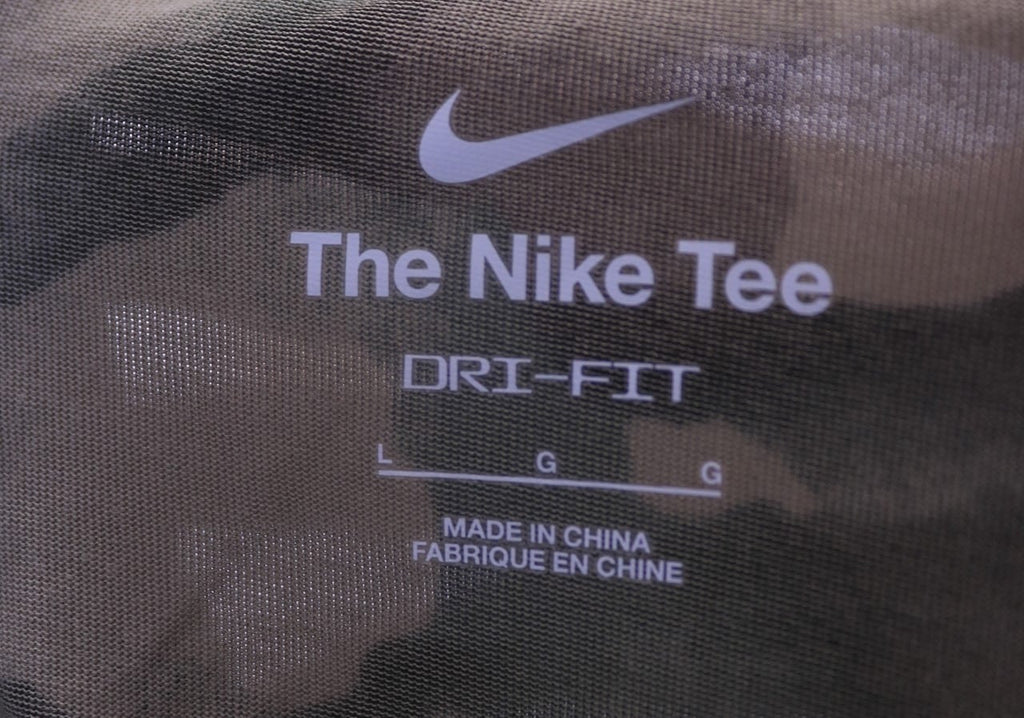 The Nike Tee
DRI-FIT
L G G
MADE IN CHINA
FABRIQUE EN CHINE